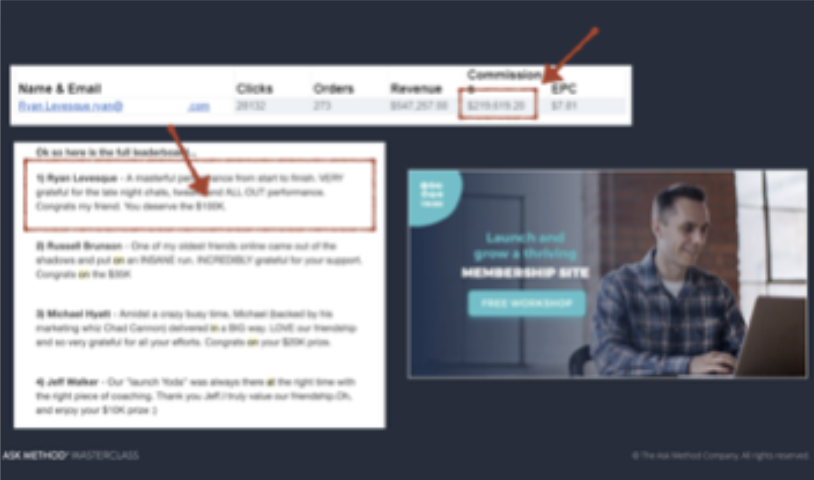 Commissions
Name & Email Clicks Orders Revenue EPC
Ryan Levesque ryan@ .com 28132 273 $547,257.00 $219,619.20 $7.81
Ok so here is the full leaderboard...
1) Ryan Levesque - A masterful performance from start to finish. VERY
grateful for the late night chats, and ALL OUT performance.
Congrats my friend. You deserve the $100K.
2) Russell Brunson - One of my oldest friends online came out of the
shadows and put on an INSANE run. INCREDIBLY grateful for your support.
Congrats on the $35K
3) Michael Hyatt - Amidst a crazy busy time, Michael (backed by his
marketing whiz Chad Cannon) delivered in a BIG way. LOVE our friendship
and so very grateful for all your efforts. Congrats on your $20K prize.
4) Jeff Walker - Our "launch Yoda" was always there at the right time with
the right piece of coaching. Thank you Jeff. I truly value our friendship. Oh,
and enjoy your $10K prize :)
Launch and
grow a thriving
MEMBERSHIP SITE
FREE WORKSHOP
ASK METHOD® MASTERCLASS
© The Ask Method Company. All rights reserved.